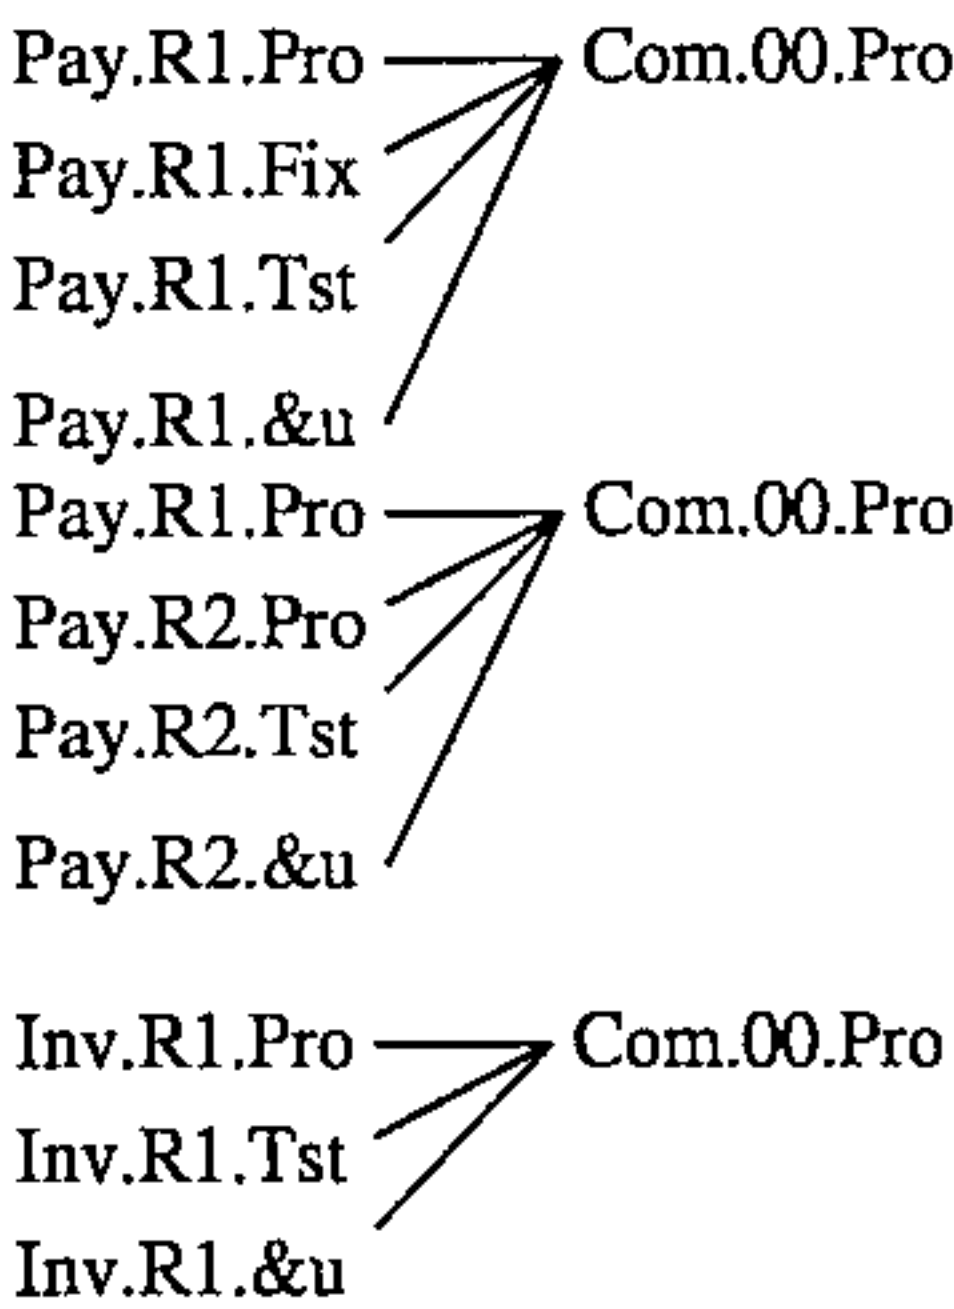 Pay.R1.Pro Com.00.Pro
Pay.R1.Fix
Pay.R1.Tst
Pay.R1.&u
Pay.R1.Pro Com.00.Pro
Pay.R2.Pro
Pay.R2.Tst
Pay.R2.&u
Inv.R1.Pro Com.00.Pro
Inv.R1.Tst
Inv.R1.&u